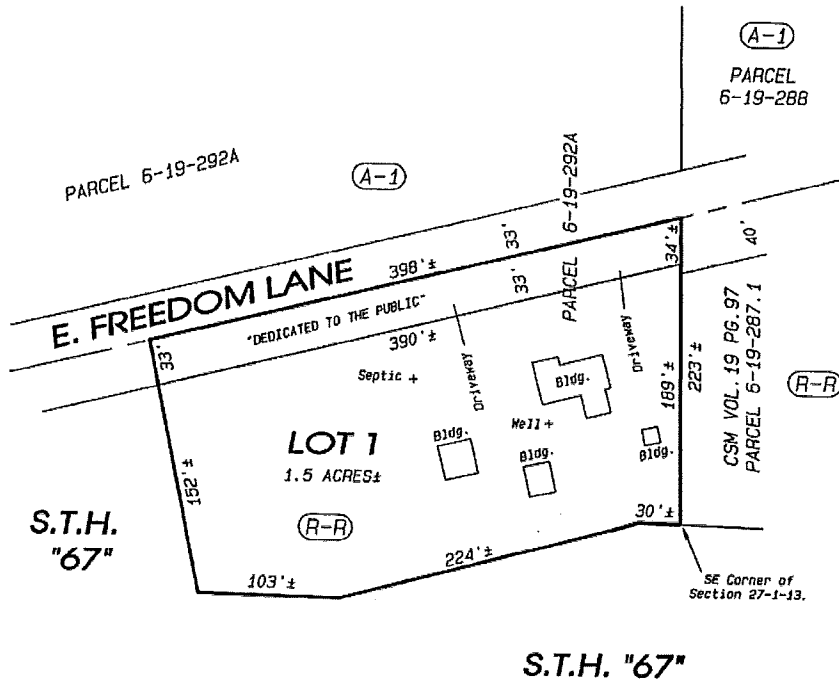 A-1
PARCEL
6-19-288
PARCEL 6-19-292A
A-1
PARCEL 6-19-292A
E. FREEDOM LANE
398'±
33'
34'±
40'
33'
"DEDICATED TO THE PUBLIC"
33'
390'±
Septic +
Driveway
Driveway
Bldg.
189'±
223'±
CSM VOL. 19 PG. 97
PARCEL 6-19-287.1
R-R
LOT 1
1.5 ACRES±
Bldg.
Well +
Bldg.
Bldg.
152'±
R-R
S.T.H.
"67"
103'±
224'±
30'±
SE Corner of
Section 27-1-13.
S.T.H. "67"